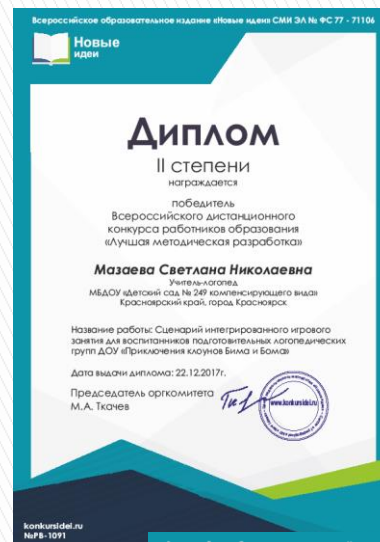 Всероссийское образовательное издание «Новые идеи» СМИ ЭЛ № ФС 77 - 71106
Новые
идеи
Диплом
II степени
награждается
победитель
Всероссийского дистанционного
конкурса работников образования
«Лучшая методическая разработка»
Мазаева Светлана Николаевна
Учитель-логопед
МБДОУ «Детский сад № 249 компенсирующего вида»
Красноярский край, город Красноярск
Название работы: Сценарий интегрированного игрового
занятия для воспитанников подготовительных логопедических
групп ДОУ «Приключения клоунов Бима и Бома»
Дата выдачи диплома: 22.12.2017г.
Председатель оргкомитета
М.А. Ткачев
www.konkursidei.ru
konkursidei.ru
№РВ-1091